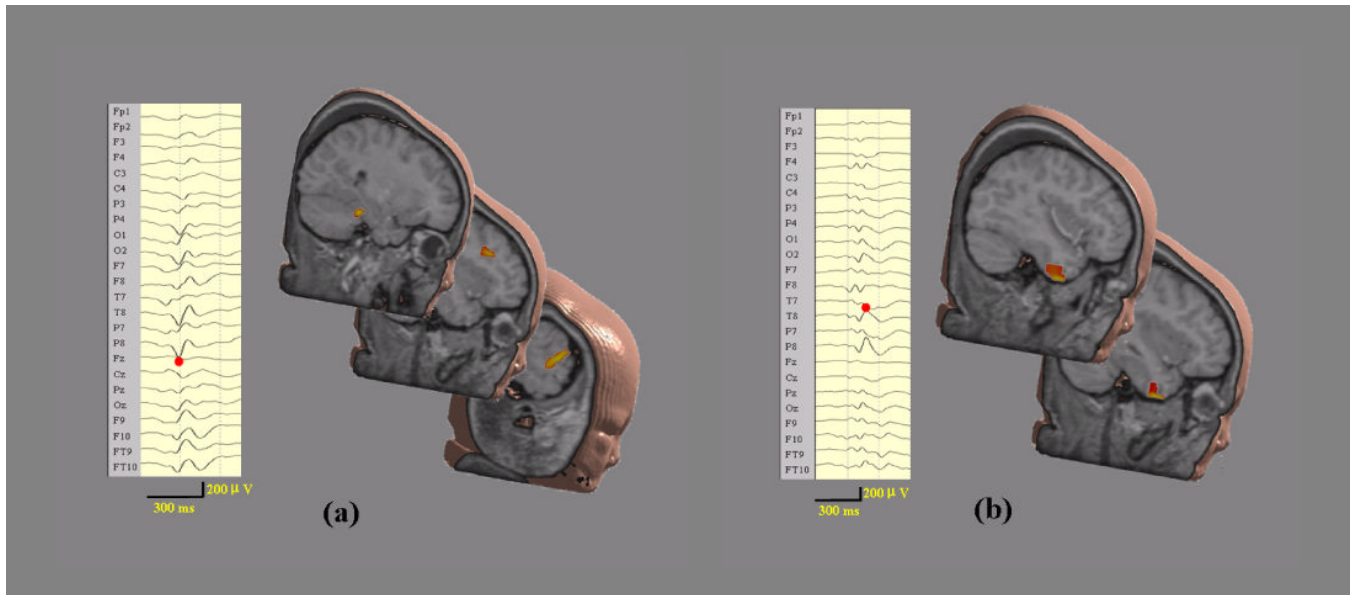 Fp1
Fp2
F3
F4
C3
C4
P3
P4
O1
O2
F7
F8
T7
T8
P7
P8
Fz
Cz
Pz
Oz
F9
F10
FT9
FT10
200 μ V
300 ms
(a)
Fp1
Fp2
F3
F4
C3
C4
P3
P4
O1
O2
F7
F8
T7
T8
P7
P8
Fz
Cz
Pz
Oz
F9
F10
FT9
FT10
200 μ V
300 ms
(b)